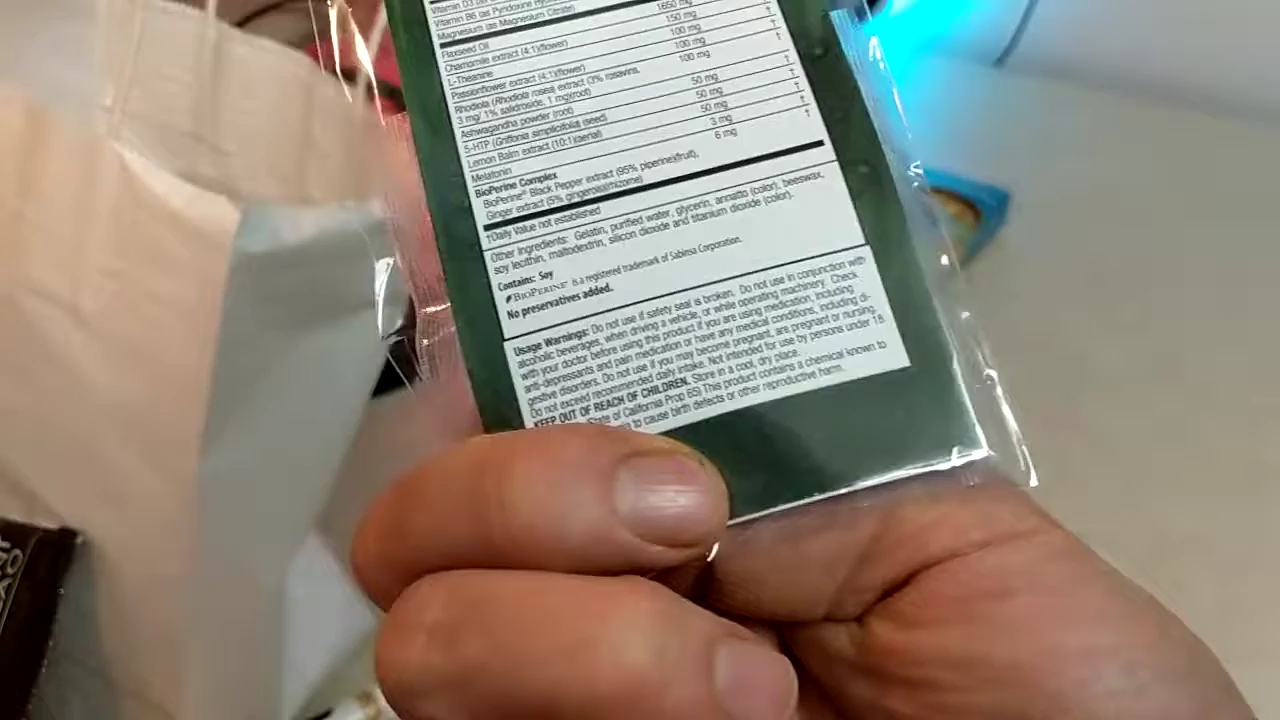 Vitamin D3 (as
Vitamin B6 (as Pyridoxine
Magnesium (as Magnesium Citrate)
Flaxseed Oil 1650 mg
Chamomile extract (4:1)(flower) 150 mg †
L-Theanine 100 mg †
Passionflower extract (4:1)(flower) 100 mg †
Rhodiola (Rhodiola rosea) extract (3% rosavins, 100 mg
3 mg/ 1% salidroside, 1 mg)(root) †
Ashwagandha powder (root) 50 mg †
5-HTP (Griffonia simplicifolia) (seed) 50 mg †
Lemon Balm extract (10:1)(aerial) 50 mg †
Melatonin 3 mg †
BioPerine Complex 6 mg †
BioPerine® Black Pepper extract (95% piperine)(fruit),
Ginger extract (5% gingerols)(rhizome)
†Daily Value not established
Other Ingredients: Gelatin, purified water, glycerin, annatto (color), beeswax,
soy lecithin, maltodextrin, silicon dioxide and titanium dioxide (color).
Contains: Soy
BIOPERINE® is a registered trademark of Sabinsa Corporation.
No preservatives added.
Usage Warnings: Do not use if safety seal is broken. Do not use in conjunction with
alcoholic beverages, when driving a vehicle, or while operating machinery. Check
with your doctor before using this product if you are using medication, including
anti-depressants and pain medication or have any medical conditions, including di-
gestive disorders. Do not use if you may become pregnant, are pregnant or nursing.
Do not exceed recommended daily intake. Not intended for use by persons under 18.
KEEP OUT OF REACH OF CHILDREN. Store in a cool, dry place.
State of California Prop 65) This product contains a chemical known to
to cause birth defects or other reproductive harm.